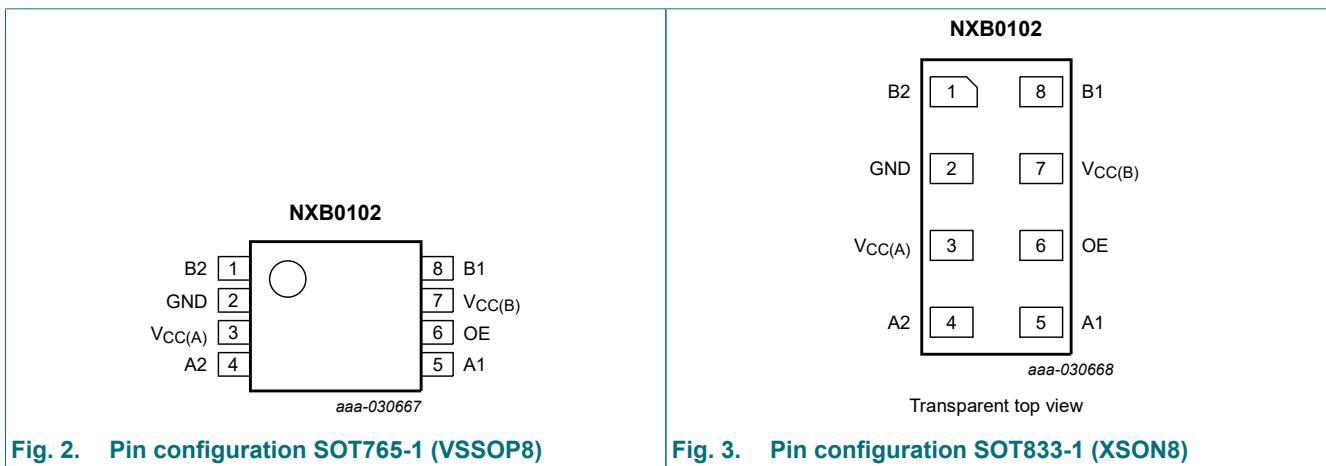 NXB0102
B2 1 8 B1
GND 2 7 VCC(B)
VCC(A) 3 6 OE
A2 4 5 A1
aaa-030667
Fig. 2. Pin configuration SOT765-1 (VSSOP8)
NXB0102
B2 1 8 B1
GND 2 7 VCC(B)
VCC(A) 3 6 OE
A2 4 5 A1
aaa-030668
Transparent top view
Fig. 3. Pin configuration SOT833-1 (XSON8)